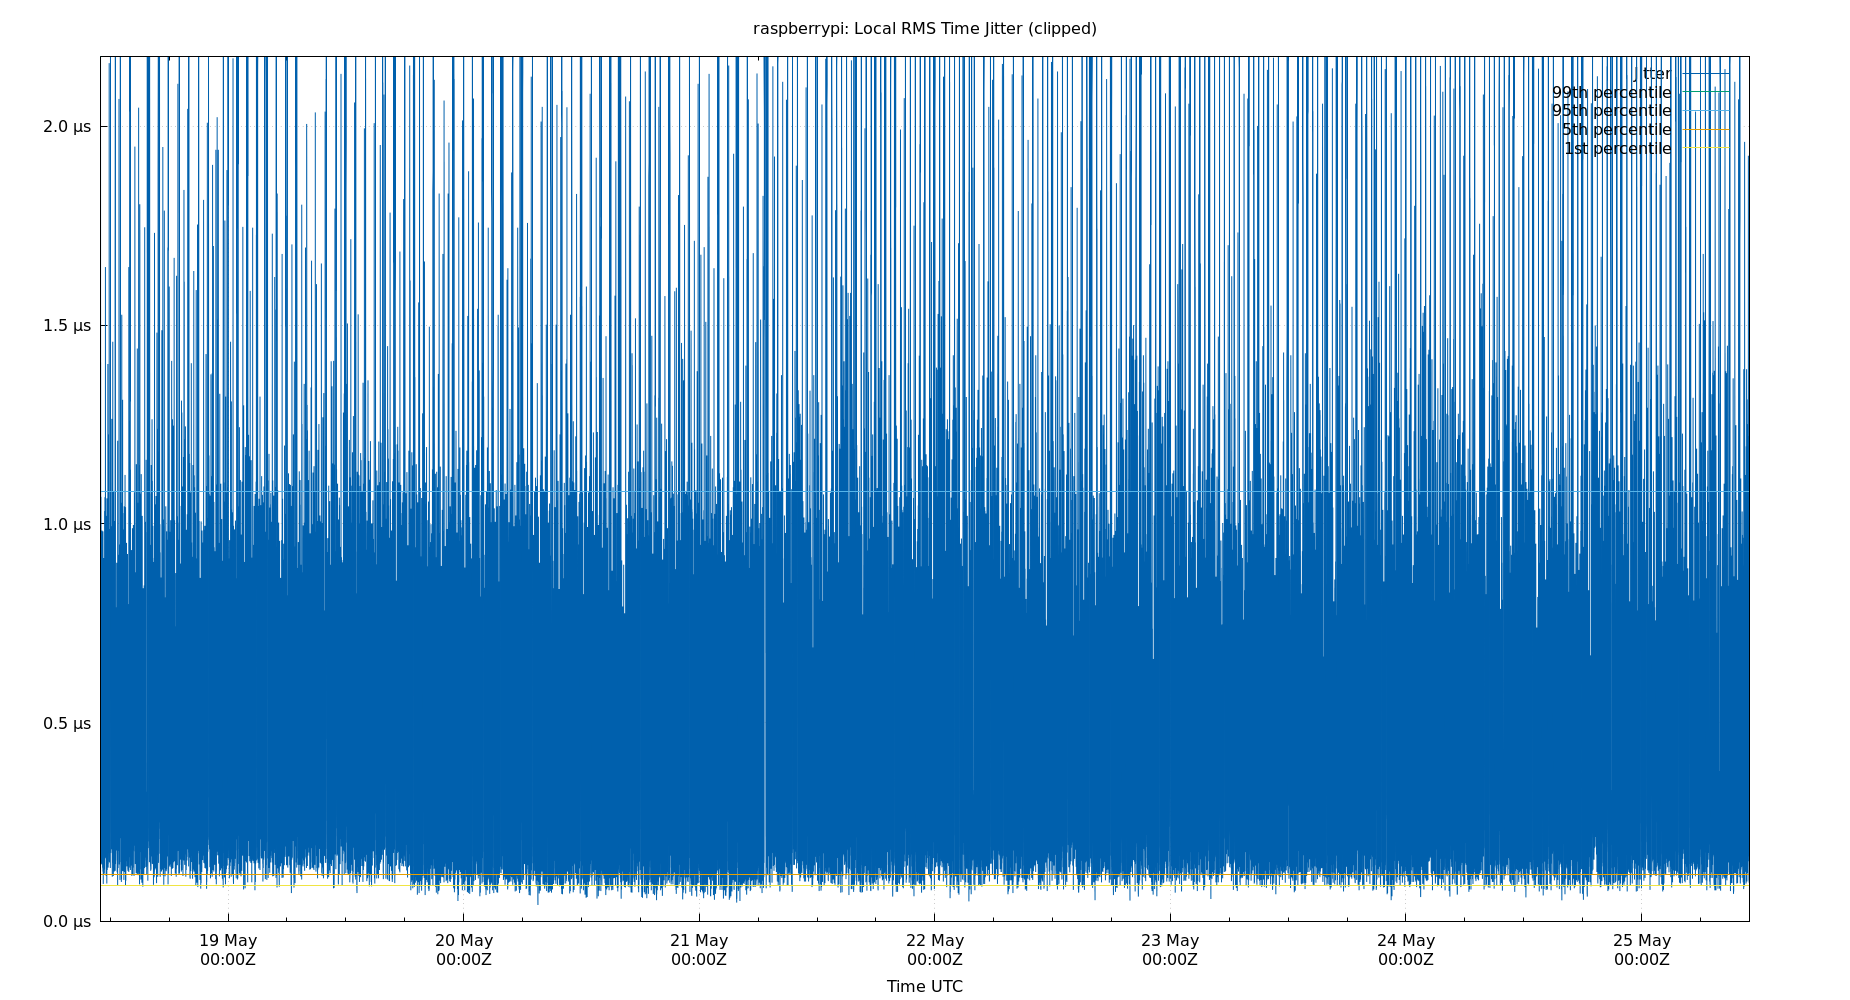 raspberrypi: Local RMS Time Jitter (clipped)
jitter
99th percentile
95th percentile
5th percentile
1st percentile
2.0 µs
1.5 µs
1.0 µs
0.5 µs
0.0 µs
19 May 20 May 21 May 22 May 23 May 24 May 25 May
00:00Z 00:00Z 00:00Z 00:00Z 00:00Z 00:00Z 00:00Z
Time UTC